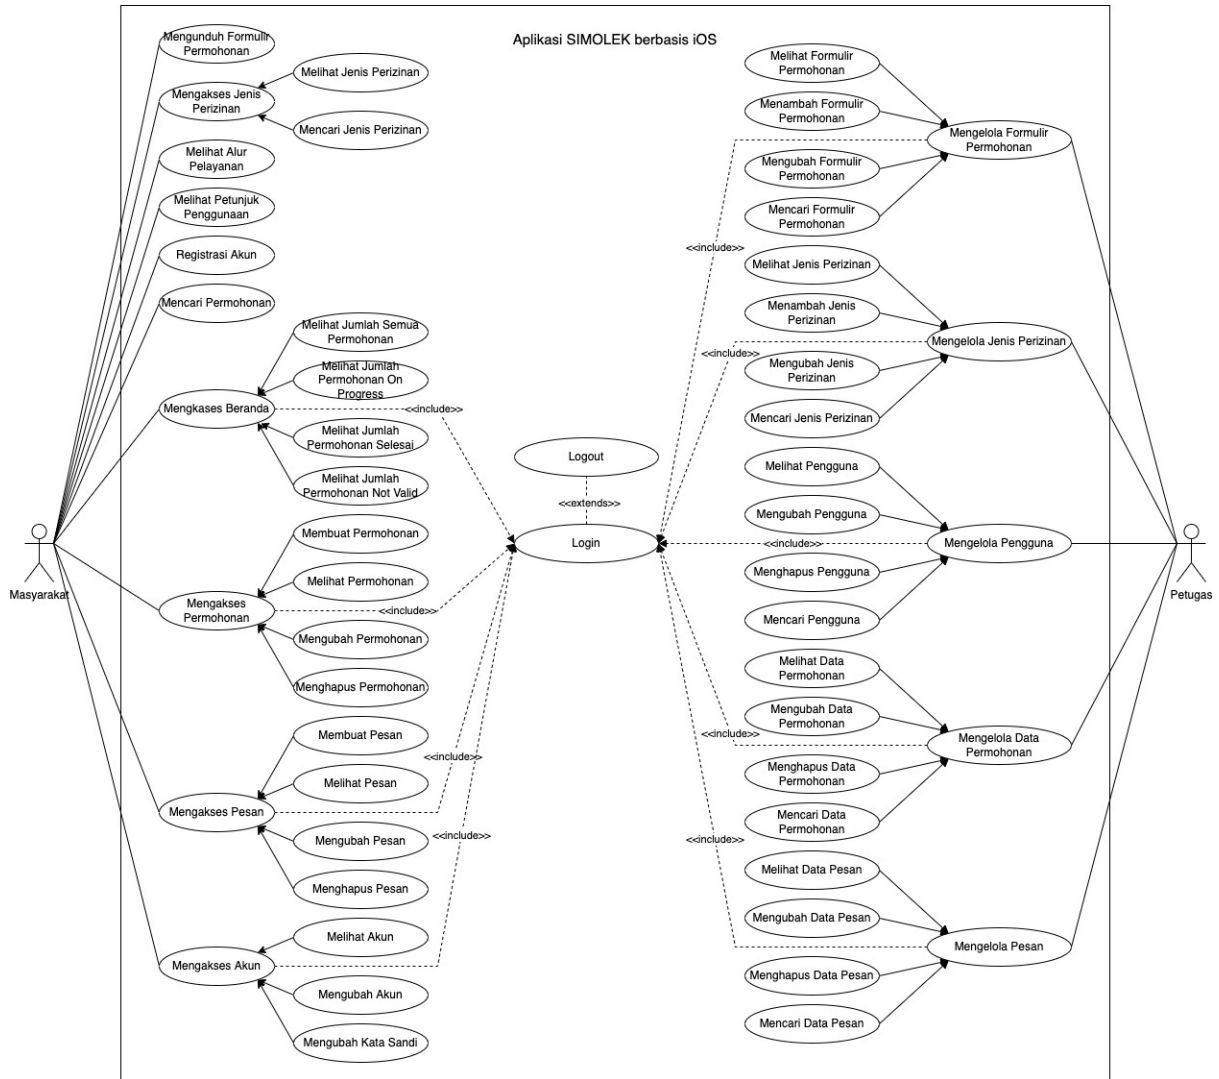 Aplikasi SIMOLEK berbasis iOS
Mengunduh Formulir
Permohonan
Mengakses Jenis
Perizinan
Melihat Jenis Perizinan
Mencari Jenis Perizinan
Melihat Alur
Pelayanan
Melihat Petunjuk
Penggunaan
Registrasi Akun
Mencari Permohonan
Melihat Jumlah Semua
Permohonan
Melihat Jumlah
Permohonan On
Progress
Mengkases Beranda
<<include>>
Melihat Jumlah
Permohonan Selesai
Melihat Jumlah
Permohonan Not Valid
Membuat Permohonan
Melihat Permohonan
Mengakses
Permohonan
<<include>>
Mengubah Permohonan
Menghapus Permohonan
Membuat Pesan
<<include>>
Melihat Pesan
Mengakses Pesan
Mengubah Pesan
<<include>>
Menghapus Pesan
Melihat Akun
Mengakses Akun
Mengubah Akun
Mengubah Kata Sandi
Masyarakat
Logout
<<extends>>
Login
Melihat Formulir
Permohonan
Menambah Formulir
Permohonan
Mengelola Formulir
Permohonan
Mengubah Formulir
Permohonan
Mencari Formulir
Permohonan
<<include>>
Melihat Jenis Perizinan
Menambah Jenis
Perizinan
Mengelola Jenis Perizinan
<<include>>
Mengubah Jenis
Perizinan
Mencari Jenis Perizinan
Melihat Pengguna
Mengubah Pengguna
<<include>>
Mengelola Pengguna
Menghapus Pengguna
Mencari Pengguna
Melihat Data
Permohonan
Mengubah Data
Permohonan
<<include>>
Mengelola Data
Permohonan
Menghapus Data
Permohonan
Mencari Data
Permohonan
<<include>>
Melihat Data Pesan
Mengubah Data Pesan
Mengelola Pesan
Menghapus Data Pesan
Mencari Data Pesan
Petugas